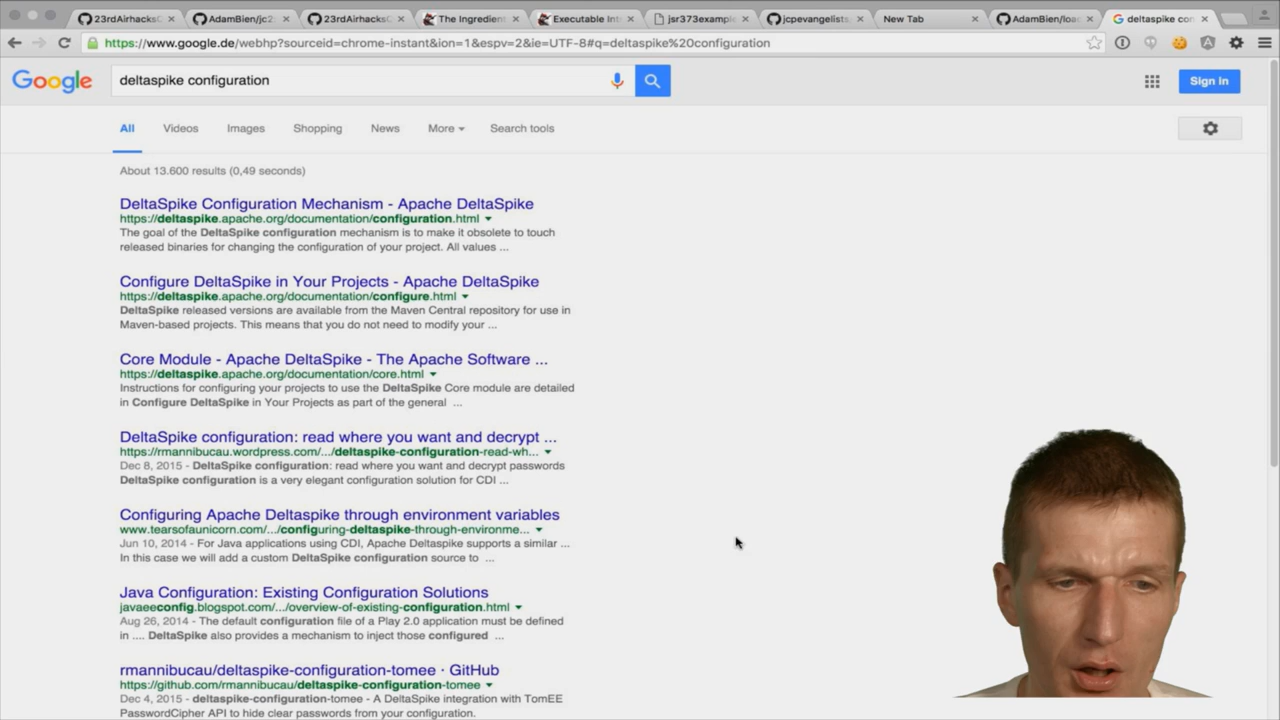 23rdAirhacksG
AdamBien/jc2
23rdAirhacksG
The Ingredient
Executable Int
jsr373example
jcpevangelists
New Tab
AdamBien/loa
deltaspike con
https://www.google.de/webhp?sourceid=chrome-instant&ion=1&espv=2&ie=UTF-8#q=deltaspike%20configuration
Google
deltaspike configuration
Sign in
All Videos Images Shopping News More Search tools
About 13.600 results (0,49 seconds)
DeltaSpike Configuration Mechanism - Apache DeltaSpike
https://deltaspike.apache.org/documentation/configuration.html
The goal of the DeltaSpike configuration mechanism is to make it obsolete to touch
released binaries for changing the configuration of your project. All values ...
Configure DeltaSpike in Your Projects - Apache DeltaSpike
https://deltaspike.apache.org/documentation/configure.html
DeltaSpike released versions are available from the Maven Central repository for use in
Maven-based projects. This means that you do not need to modify your ...
Core Module - Apache DeltaSpike - The Apache Software ...
https://deltaspike.apache.org/documentation/core.html
Instructions for configuring your projects to use the DeltaSpike Core module are detailed
in Configure DeltaSpike in Your Projects as part of the general ...
DeltaSpike configuration: read where you want and decrypt ...
https://rmannibucau.wordpress.com/.../deltaspike-configuration-read-wh...
Dec 8, 2015 - DeltaSpike configuration: read where you want and decrypt passwords
DeltaSpike configuration is a very elegant configuration solution for CDI ...
Configuring Apache Deltaspike through environment variables
www.tearsofaunicorn.com/.../configuring-deltaspike-through-environme...
Jun 10, 2014 - For Java applications using CDI, Apache Deltaspike supports a similar ...
In this case we will add a custom DeltaSpike configuration source to ...
Java Configuration: Existing Configuration Solutions
javaeeconfig.blogspot.com/.../overview-of-existing-configuration.html
Aug 26, 2014 - The default configuration file of a Play 2.0 application must be defined
in .... DeltaSpike also provides a mechanism to inject those configured ...
rmannibucau/deltaspike-configuration-tomee · GitHub
https://github.com/rmannibucau/deltaspike-configuration-tomee
Dec 4, 2015 - deltaspike-configuration-tomee - A DeltaSpike integration with TomEE
PasswordCipher API to hide clear passwords from your configuration.